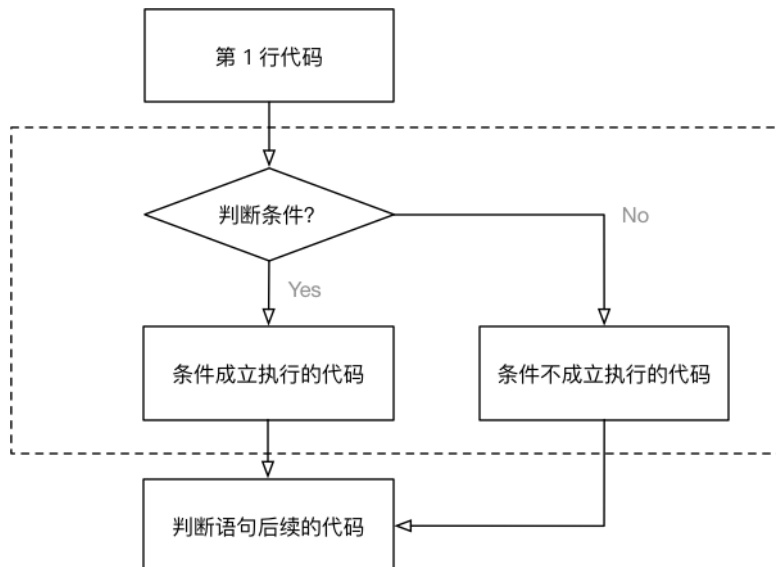 第 1 行代码
判断条件?
No
Yes
条件成立执行的代码
条件不成立执行的代码
判断语句后续的代码